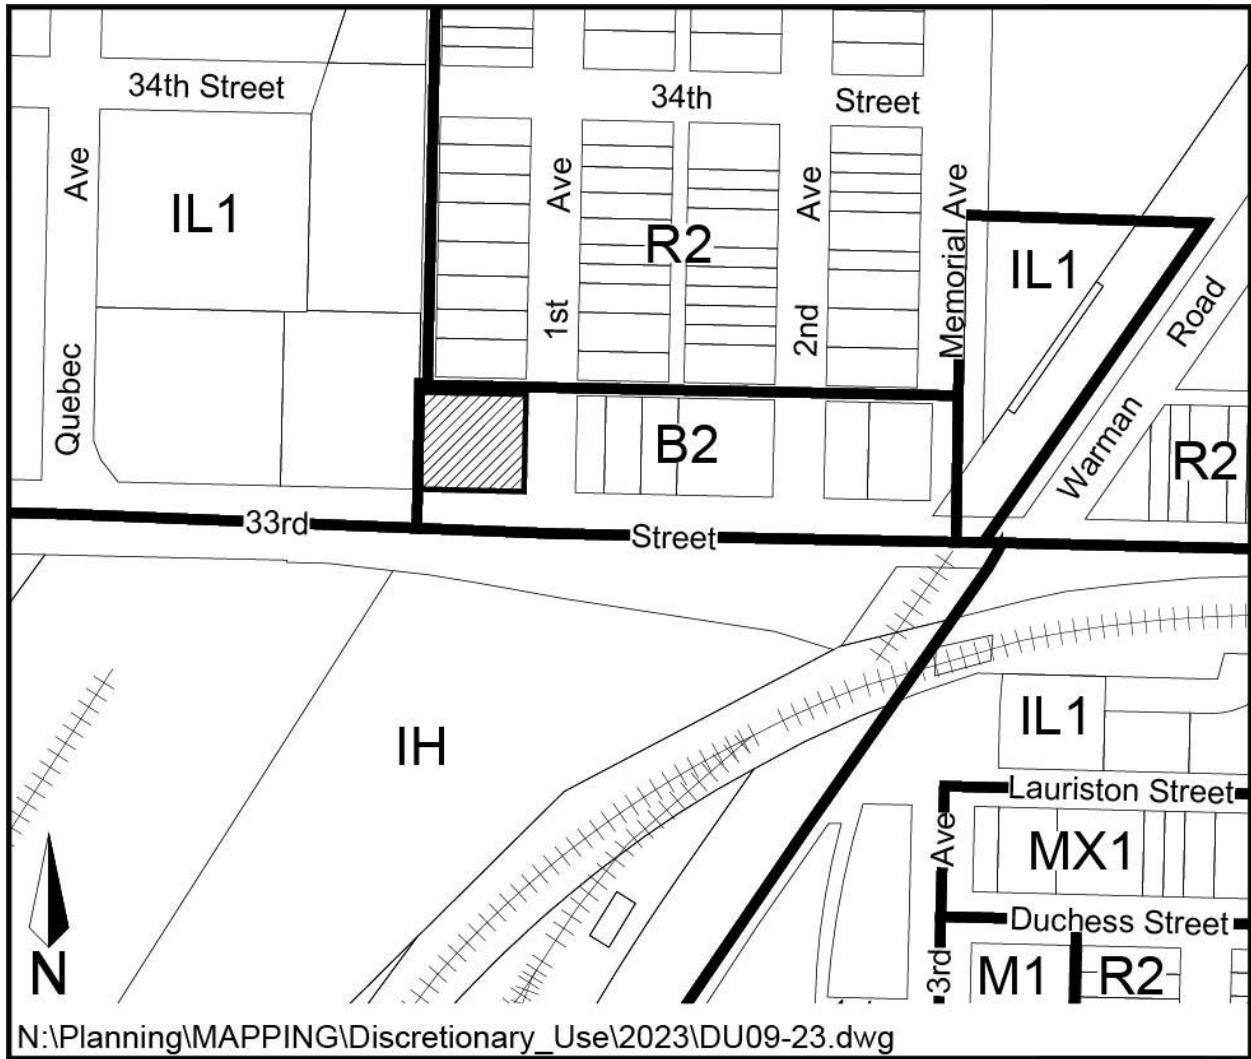 34th Street
34th
Street
Ave
Ave
Ave
Memorial Ave
IL1
R2
IL1
1st
2nd
Road
Quebec
Warman
B2
R2
33rd
Street
IH
IL1
Lauriston Street
Ave
MX1
Duchess Street
3rd
M1
R2
N
N:\Planning\MAPPING\Discretionary_Use\2023\DU09-23.dwg